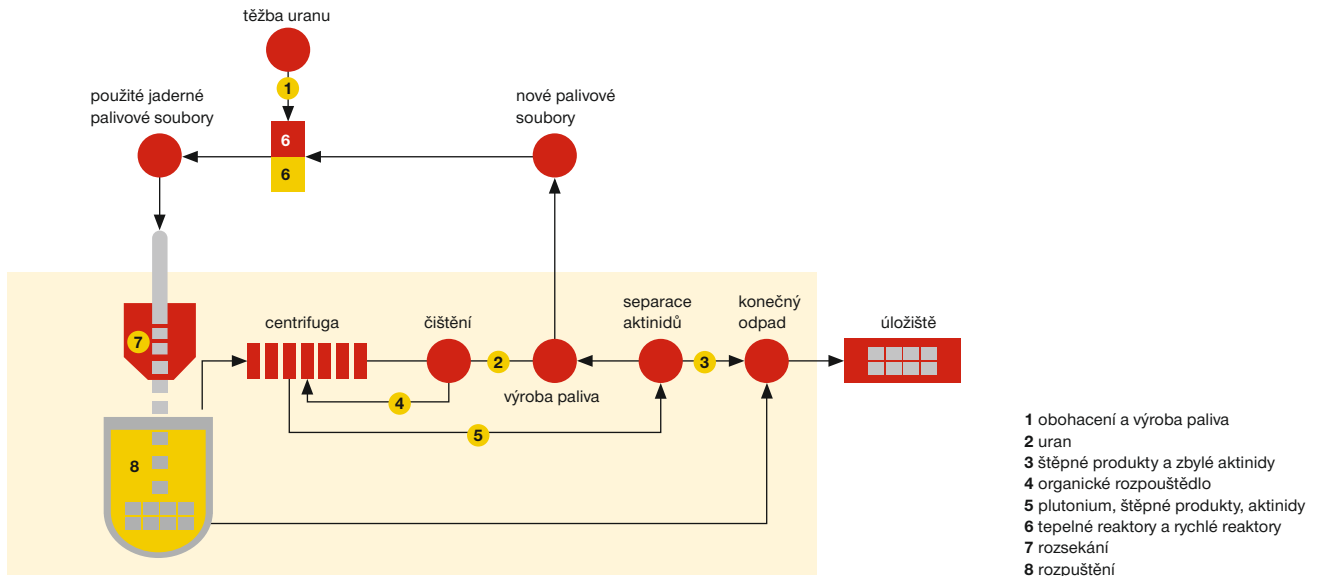 těžba uranu
1
použité jaderné
palivové soubory
nové palivové
soubory
6
6
7
8
centrifuga
čištění
separace
aktinidů
konečný
odpad
úložiště
2
3
výroba paliva
4
5
1 obohacení a výroba paliva
2 uran
3 štěpné produkty a zbylé aktinidy
4 organické rozpouštědlo
5 plutonium, štěpné produkty, aktinidy
6 tepelné reaktory a rychlé reaktory
7 rozsekání
8 rozpuštění